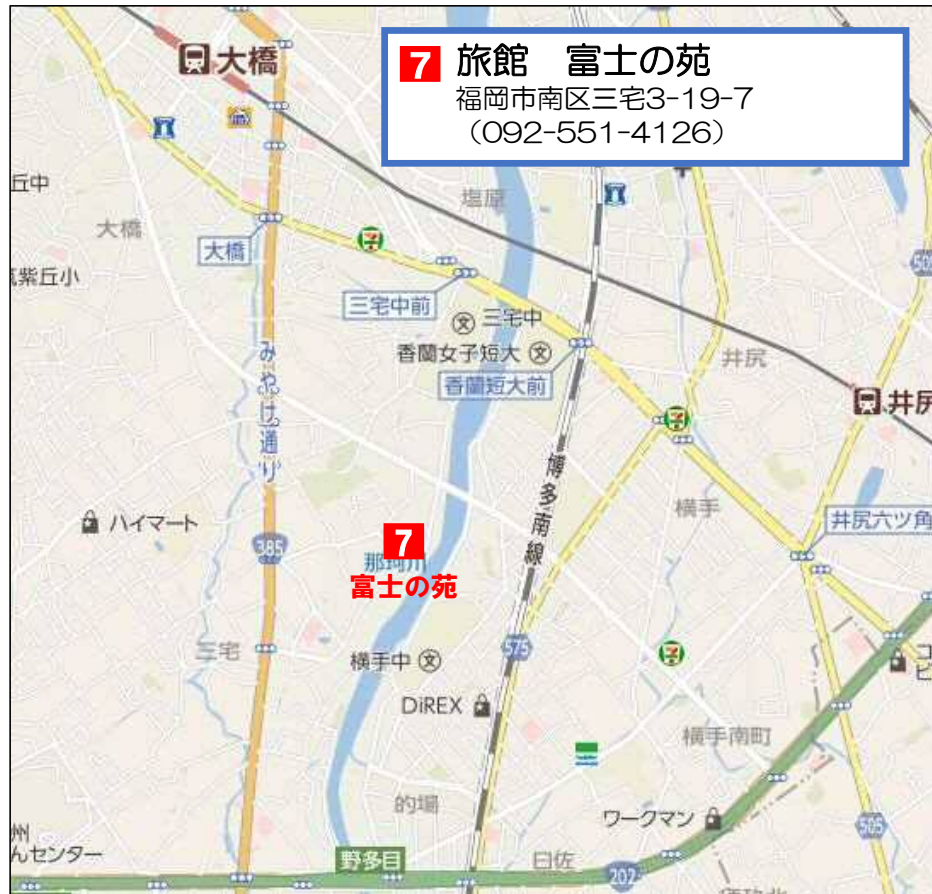 7 旅館　富士の苑
福岡市南区三宅3-19-7
（092-551-4126）
大橋
丘中
大橋
塩原
大橋
紫丘小
三宅中前
三宅中
香蘭女子短大
香蘭短大前
井尻
井尻
みやけ通り
博多南線
横手
ハイマート
井尻六ツ角
385
7
那珂川
富士の苑
三宅
横手中
575
DiREX
横手南町
的場
ワークマン
505
州
んセンター
野多目
曰佐
202